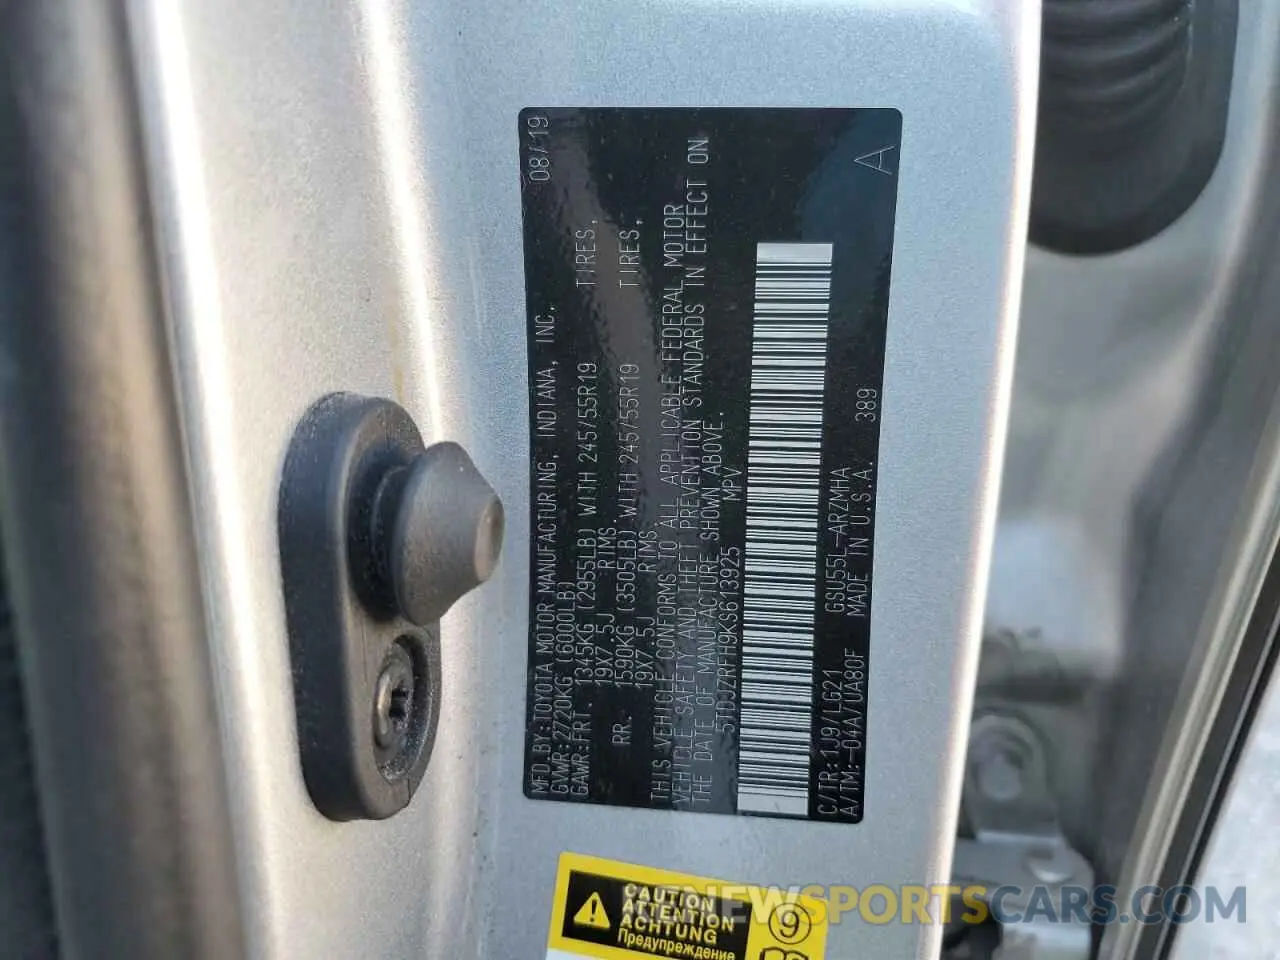 MFD.BY:TOYOTA MOTOR MANUFACTURING, INDIANA, INC. 08/19
GVWR:2720KG (6000LB)
GAWR:FRT. 1345KG (2955LB) WITH 245/55R19 TIRES,
19X7.5J RIMS.
RR. 1590KG (3505LB) WITH 245/55R19 TIRES,
19X7.5J RIMS.
THIS VEHICLE CONFORMS TO ALL APPLICABLE FEDERAL MOTOR
VEHICLE SAFETY AND THEFT PREVENTION STANDARDS IN EFFECT ON
THE DATE OF MANUFACTURE SHOWN ABOVE.
5TDJZRFH9KS613925 MPV
C/TR:1J9/LG21 GSU55L-ARZMHA
A/TM:-04A/UA80F MADE IN U.S.A. 389
A
CAUTION
ATTENTION
ACHTUNG
Предупреждение
9
NEWSPORTSCARS.COM